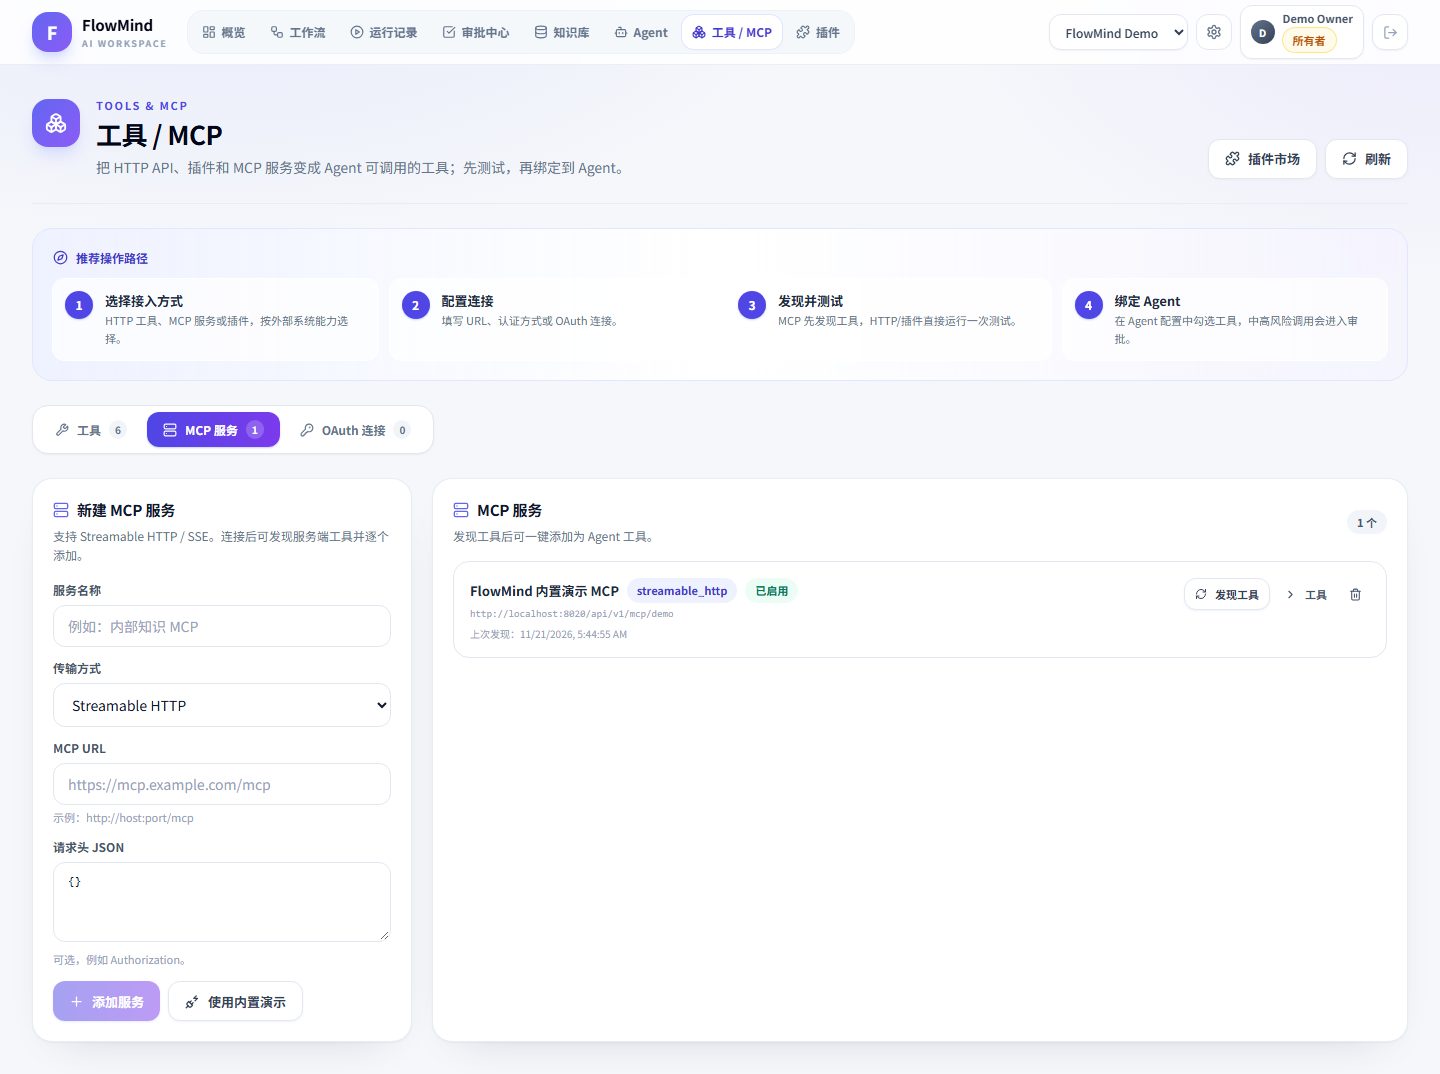 F
FlowMind
AI WORKSPACE
概览
工作流
运行记录
审批中心
知识库
Agent
工具 / MCP
插件
FlowMind Demo
D
Demo Owner
所有者
TOOLS & MCP
工具 / MCP
把 HTTP API、插件和 MCP 服务变成 Agent 可调用的工具；先测试，再绑定到 Agent。
插件市场
刷新
推荐操作路径
1
选择接入方式
HTTP 工具、MCP 服务或插件，按外部系统能力选
择。
2
配置连接
填写 URL、认证方式或 OAuth 连接。
3
发现并测试
MCP 先发现工具，HTTP/插件直接运行一次测试。
4
绑定 Agent
在 Agent 配置中勾选工具，中高风险调用会进入审
批。
工具 6
MCP 服务 1
OAuth 连接 0
新建 MCP 服务
支持 Streamable HTTP / SSE。连接后可发现服务端工具并逐个
添加。
服务名称
例如：内部知识 MCP
传输方式
Streamable HTTP
MCP URL
https://mcp.example.com/mcp
示例：http://host:port/mcp
请求头 JSON
{}
可选，例如 Authorization。
添加服务
使用内置演示
MCP 服务
发现工具后可一键添加为 Agent 工具。
1 个
FlowMind 内置演示 MCP
streamable_http
已启用
http://localhost:8020/api/v1/mcp/demo
上次发现：11/21/2026, 5:44:55 AM
发现工具
工具